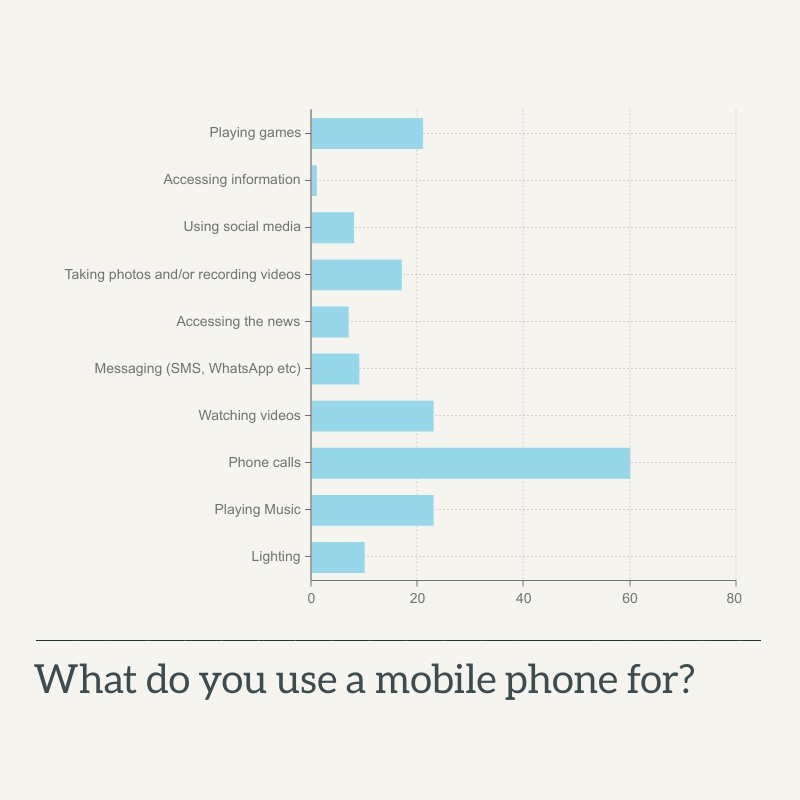 Playing games
Accessing information
Using social media
Taking photos and/or recording videos
Accessing the news
Messaging (SMS, WhatsApp etc)
Watching videos
Phone calls
Playing Music
Lighting
0 20 40 60 80
What do you use a mobile phone for?